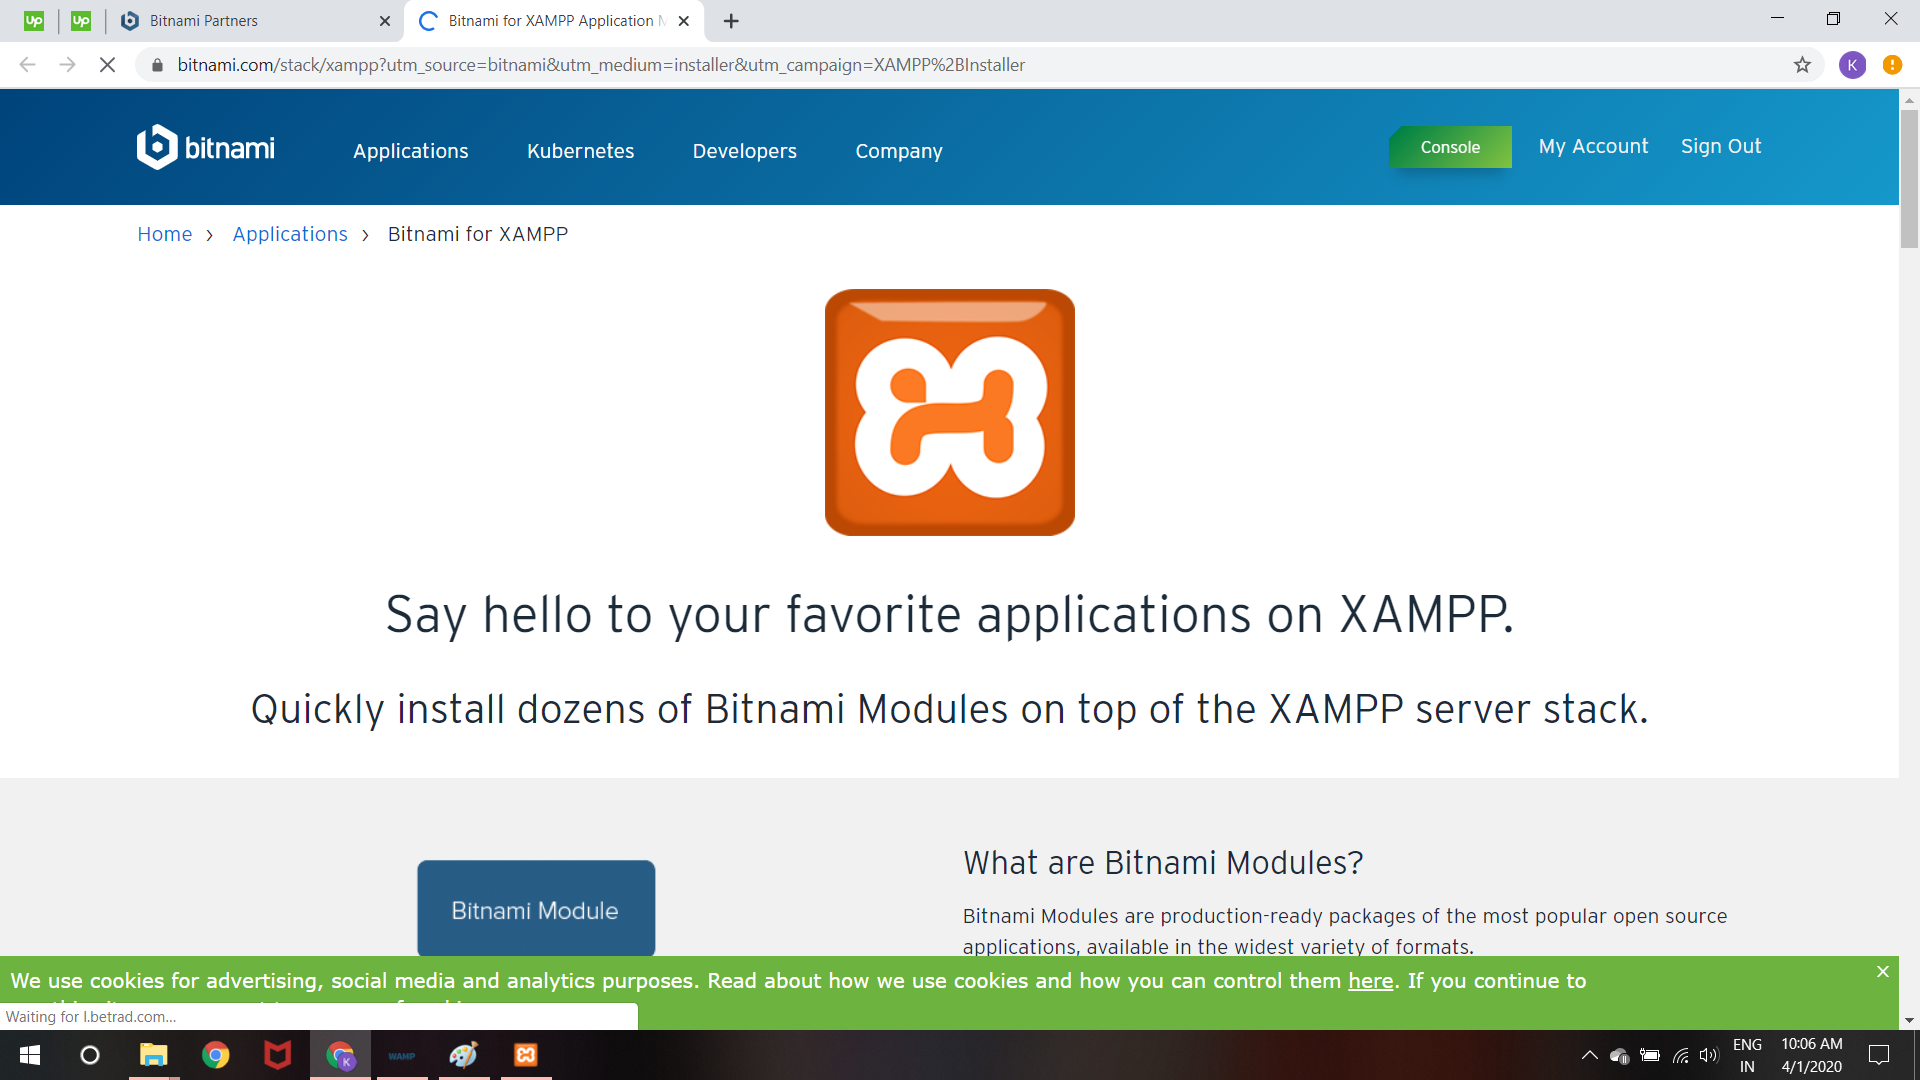 up
up
Bitnami Partners
Bitnami for XAMPP Application M
bitnami.com/stack/xampp?utm_source=bitnami&utm_medium=installer&utm_campaign=XAMPP%2BInstaller
K
bitnami
Applications
Kubernetes
Developers
Company
Console
My Account
Sign Out
Home › Applications › Bitnami for XAMPP
Say hello to your favorite applications on XAMPP.
Quickly install dozens of Bitnami Modules on top of the XAMPP server stack.
Bitnami Module
What are Bitnami Modules?
Bitnami Modules are production-ready packages of the most popular open source
applications, available in the widest variety of formats.
We use cookies for advertising, social media and analytics purposes. Read about how we use cookies and how you can control them here. If you continue to
Waiting for l.betrad.com...
K
WAMP
ENG
IN
10:06 AM
4/1/2020